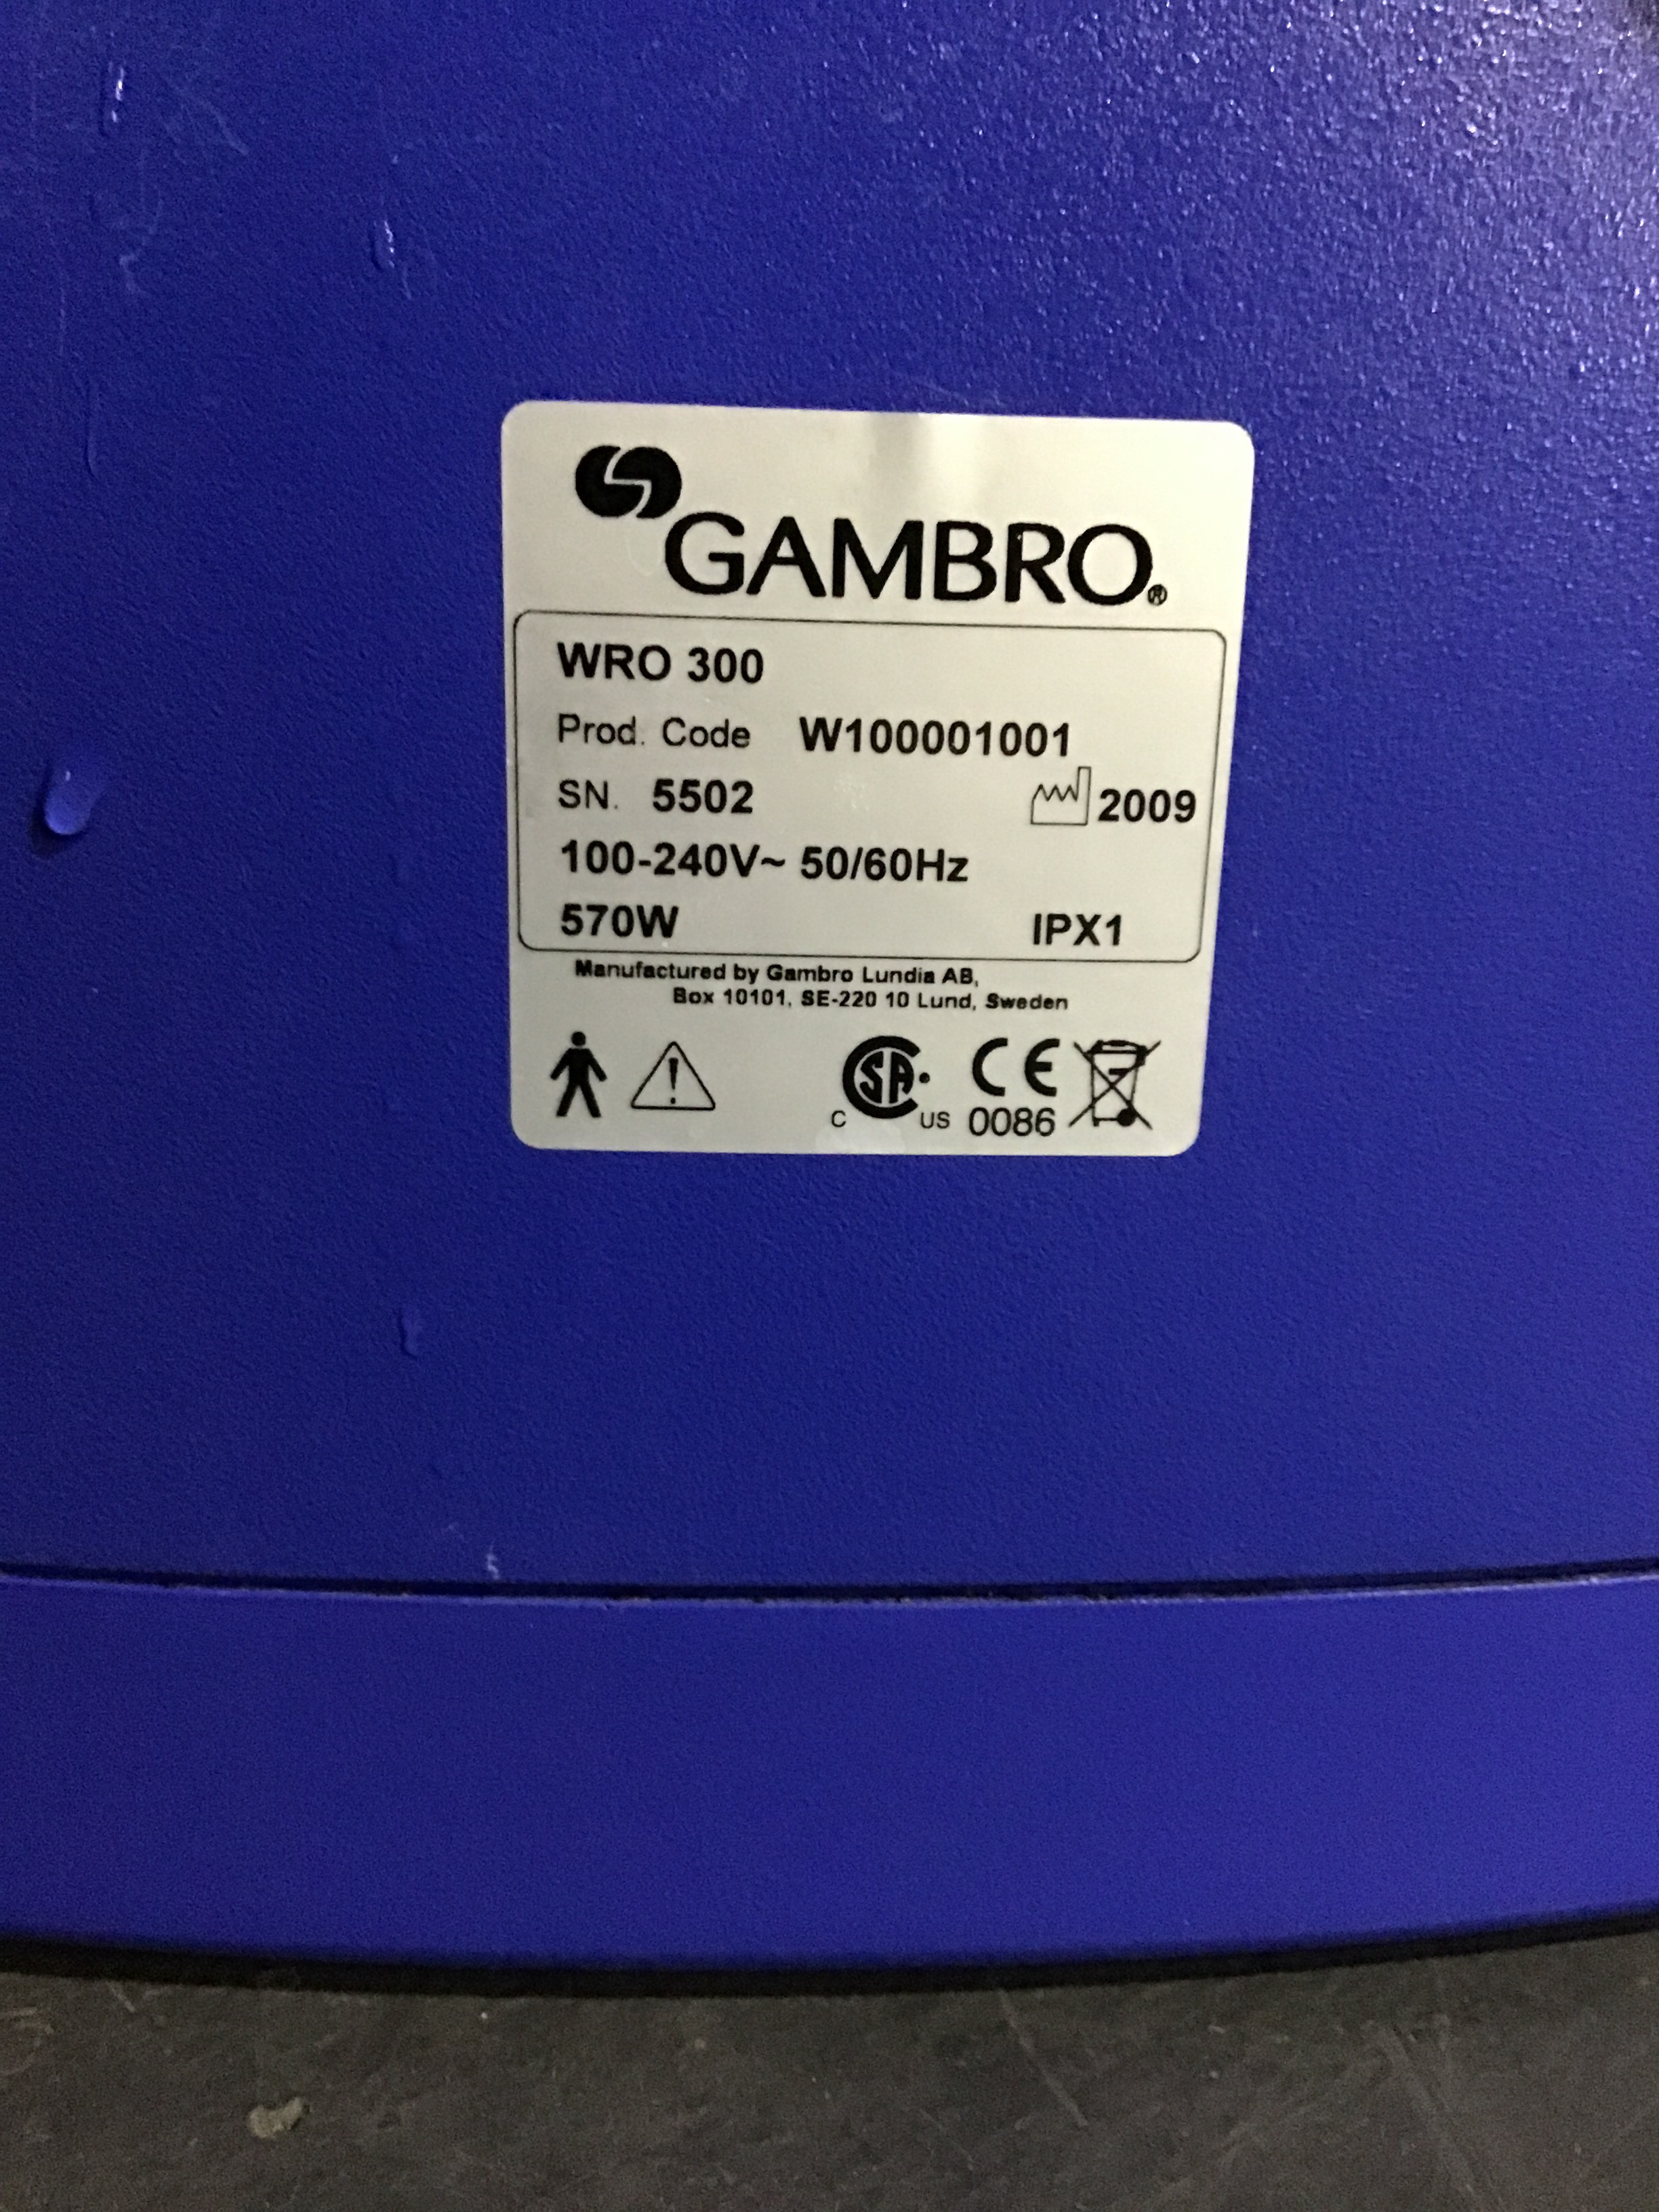 GAMBRO®
WRO 300
Prod. Code W100001001
SN. 5502 2009
100-240V~ 50/60Hz
570W IPX1
Manufactured by Gambro Lundia AB,
Box 10101, SE-220 10 Lund, Sweden
C SA US CE
0086